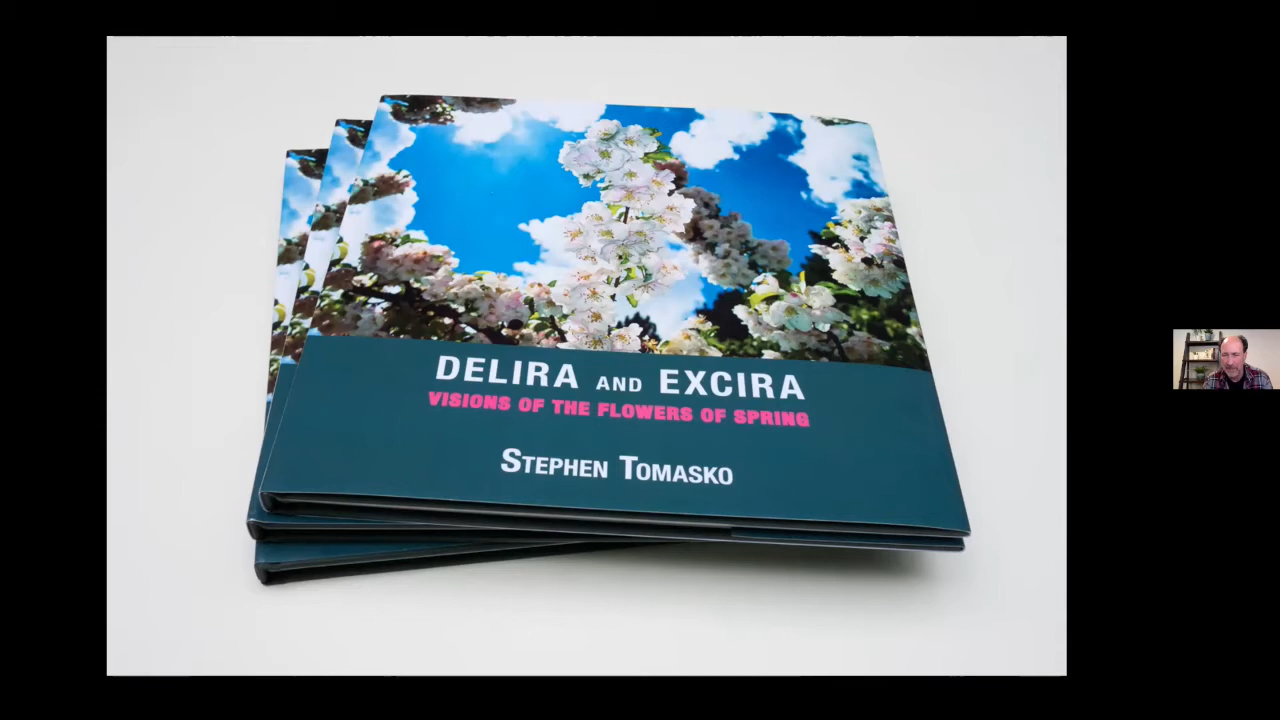 DELIRA AND EXCIRA
VISIONS OF THE FLOWERS OF SPRING
STEPHEN TOMASKO